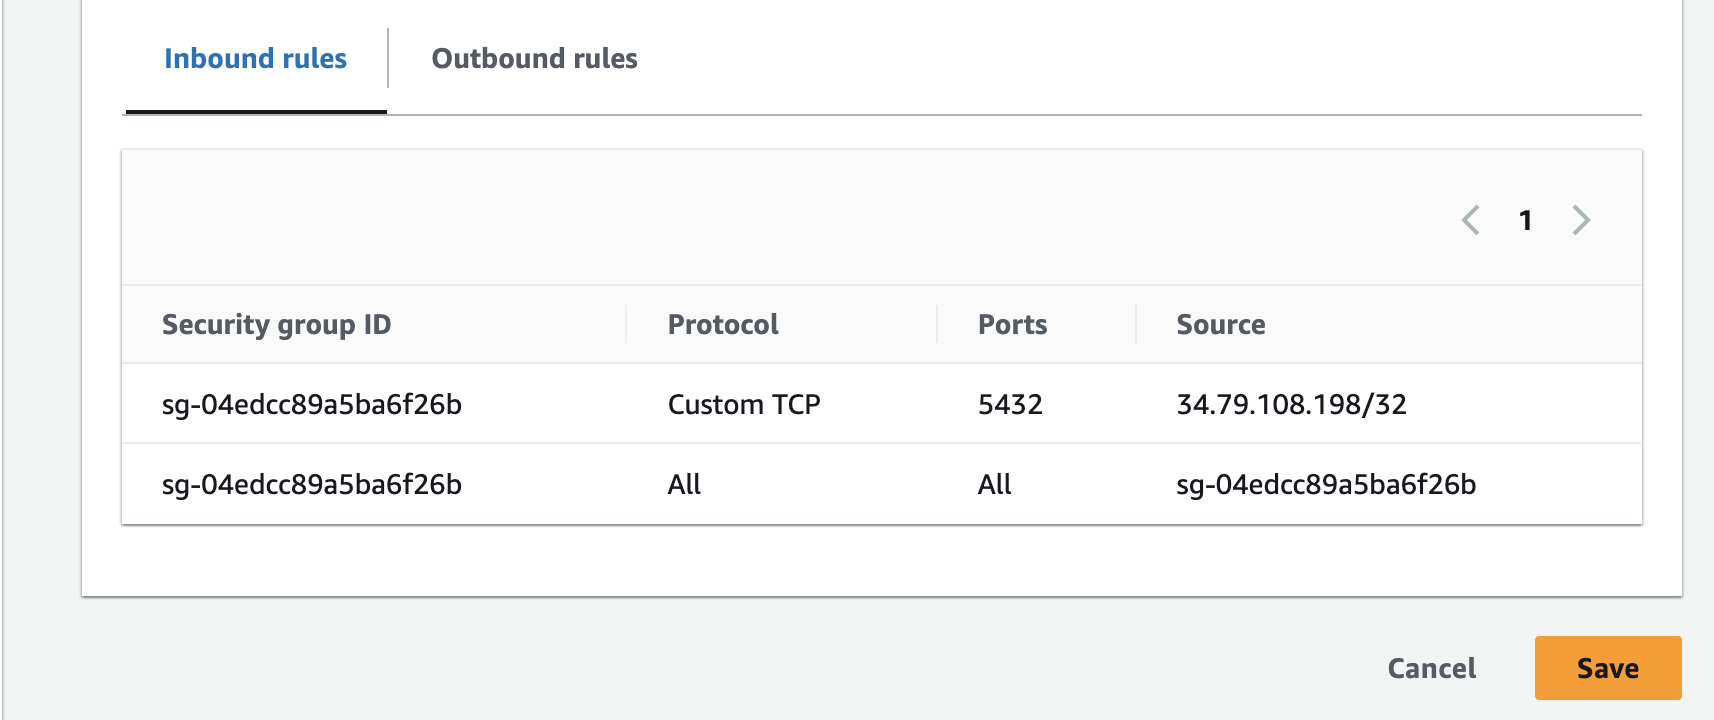 Inbound rules Outbound rules
1
Security group ID Protocol Ports Source
sg-04edcc89a5ba6f26b Custom TCP 5432 34.79.108.198/32
sg-04edcc89a5ba6f26b All All sg-04edcc89a5ba6f26b
Cancel Save